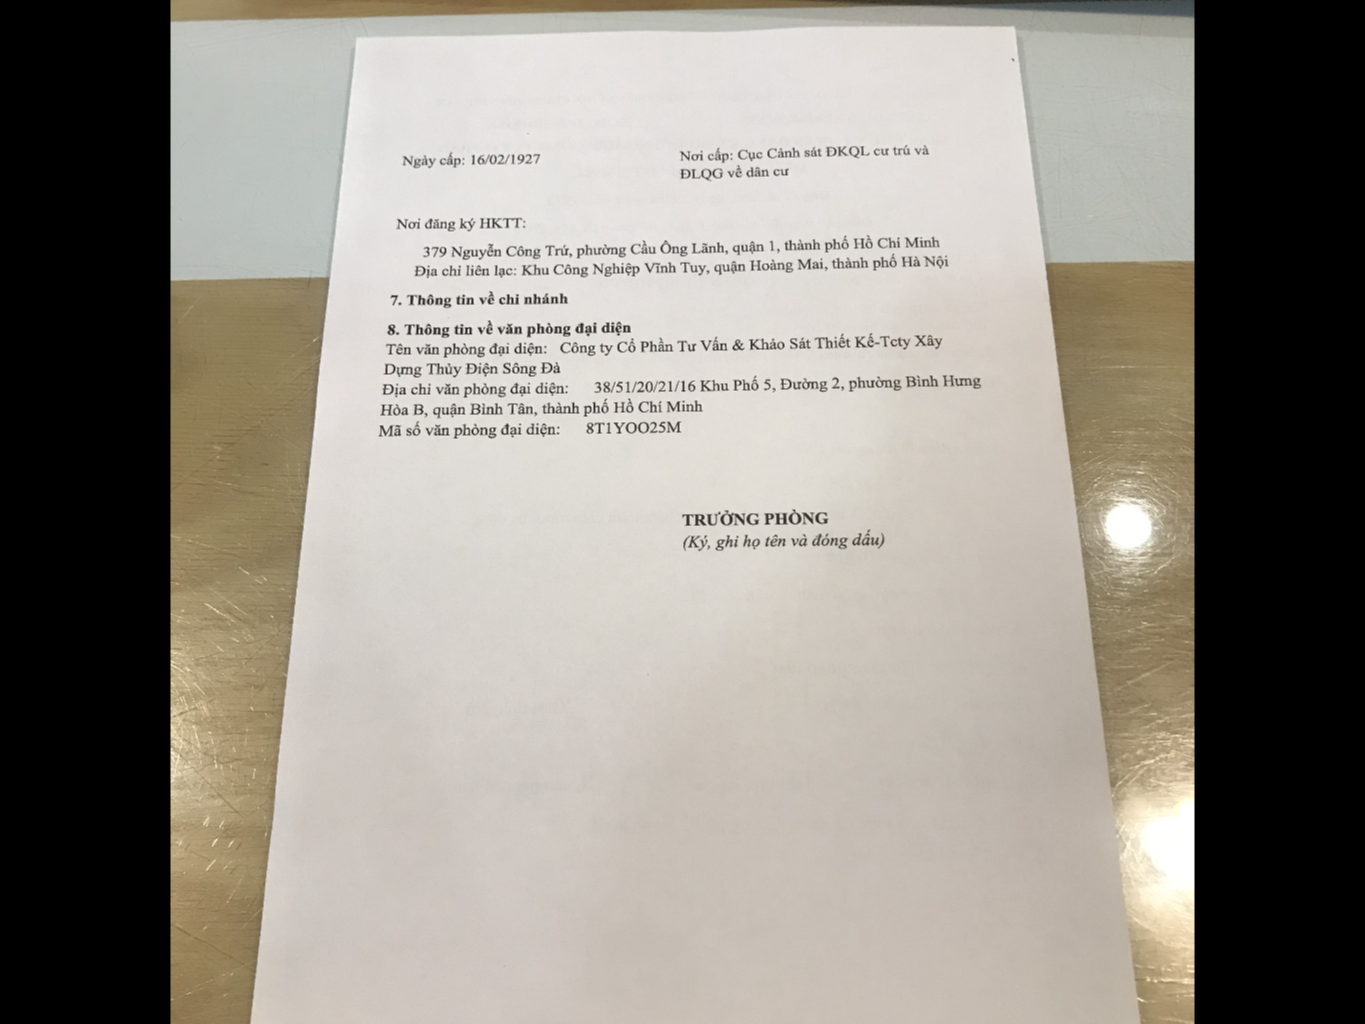 Ngày cấp: 16/02/1927
Nơi cấp: Cục Cảnh sát ĐKQL cư trú và
ĐLQG về dân cư
Nơi đăng ký HKTT:
379 Nguyễn Công Trứ, phường Cầu Ông Lãnh, quận 1, thành phố Hồ Chí Minh
Địa chỉ liên lạc: Khu Công Nghiệp Vĩnh Tuy, quận Hoàng Mai, thành phố Hà Nội
7. Thông tin về chi nhánh
8. Thông tin về văn phòng đại diện
Tên văn phòng đại diện: Công ty Cổ Phần Tư Vấn & Khảo Sát Thiết Kế-Tcty Xây
Dựng Thủy Điện Sông Đà
Địa chỉ văn phòng đại diện: 38/51/20/21/16 Khu Phố 5, Đường 2, phường Bình Hưng
Hòa B, quận Bình Tân, thành phố Hồ Chí Minh
Mã số văn phòng đại diện: 8T1YOO25M
TRƯỞNG PHÒNG
(Ký, ghi họ tên và đóng dấu)